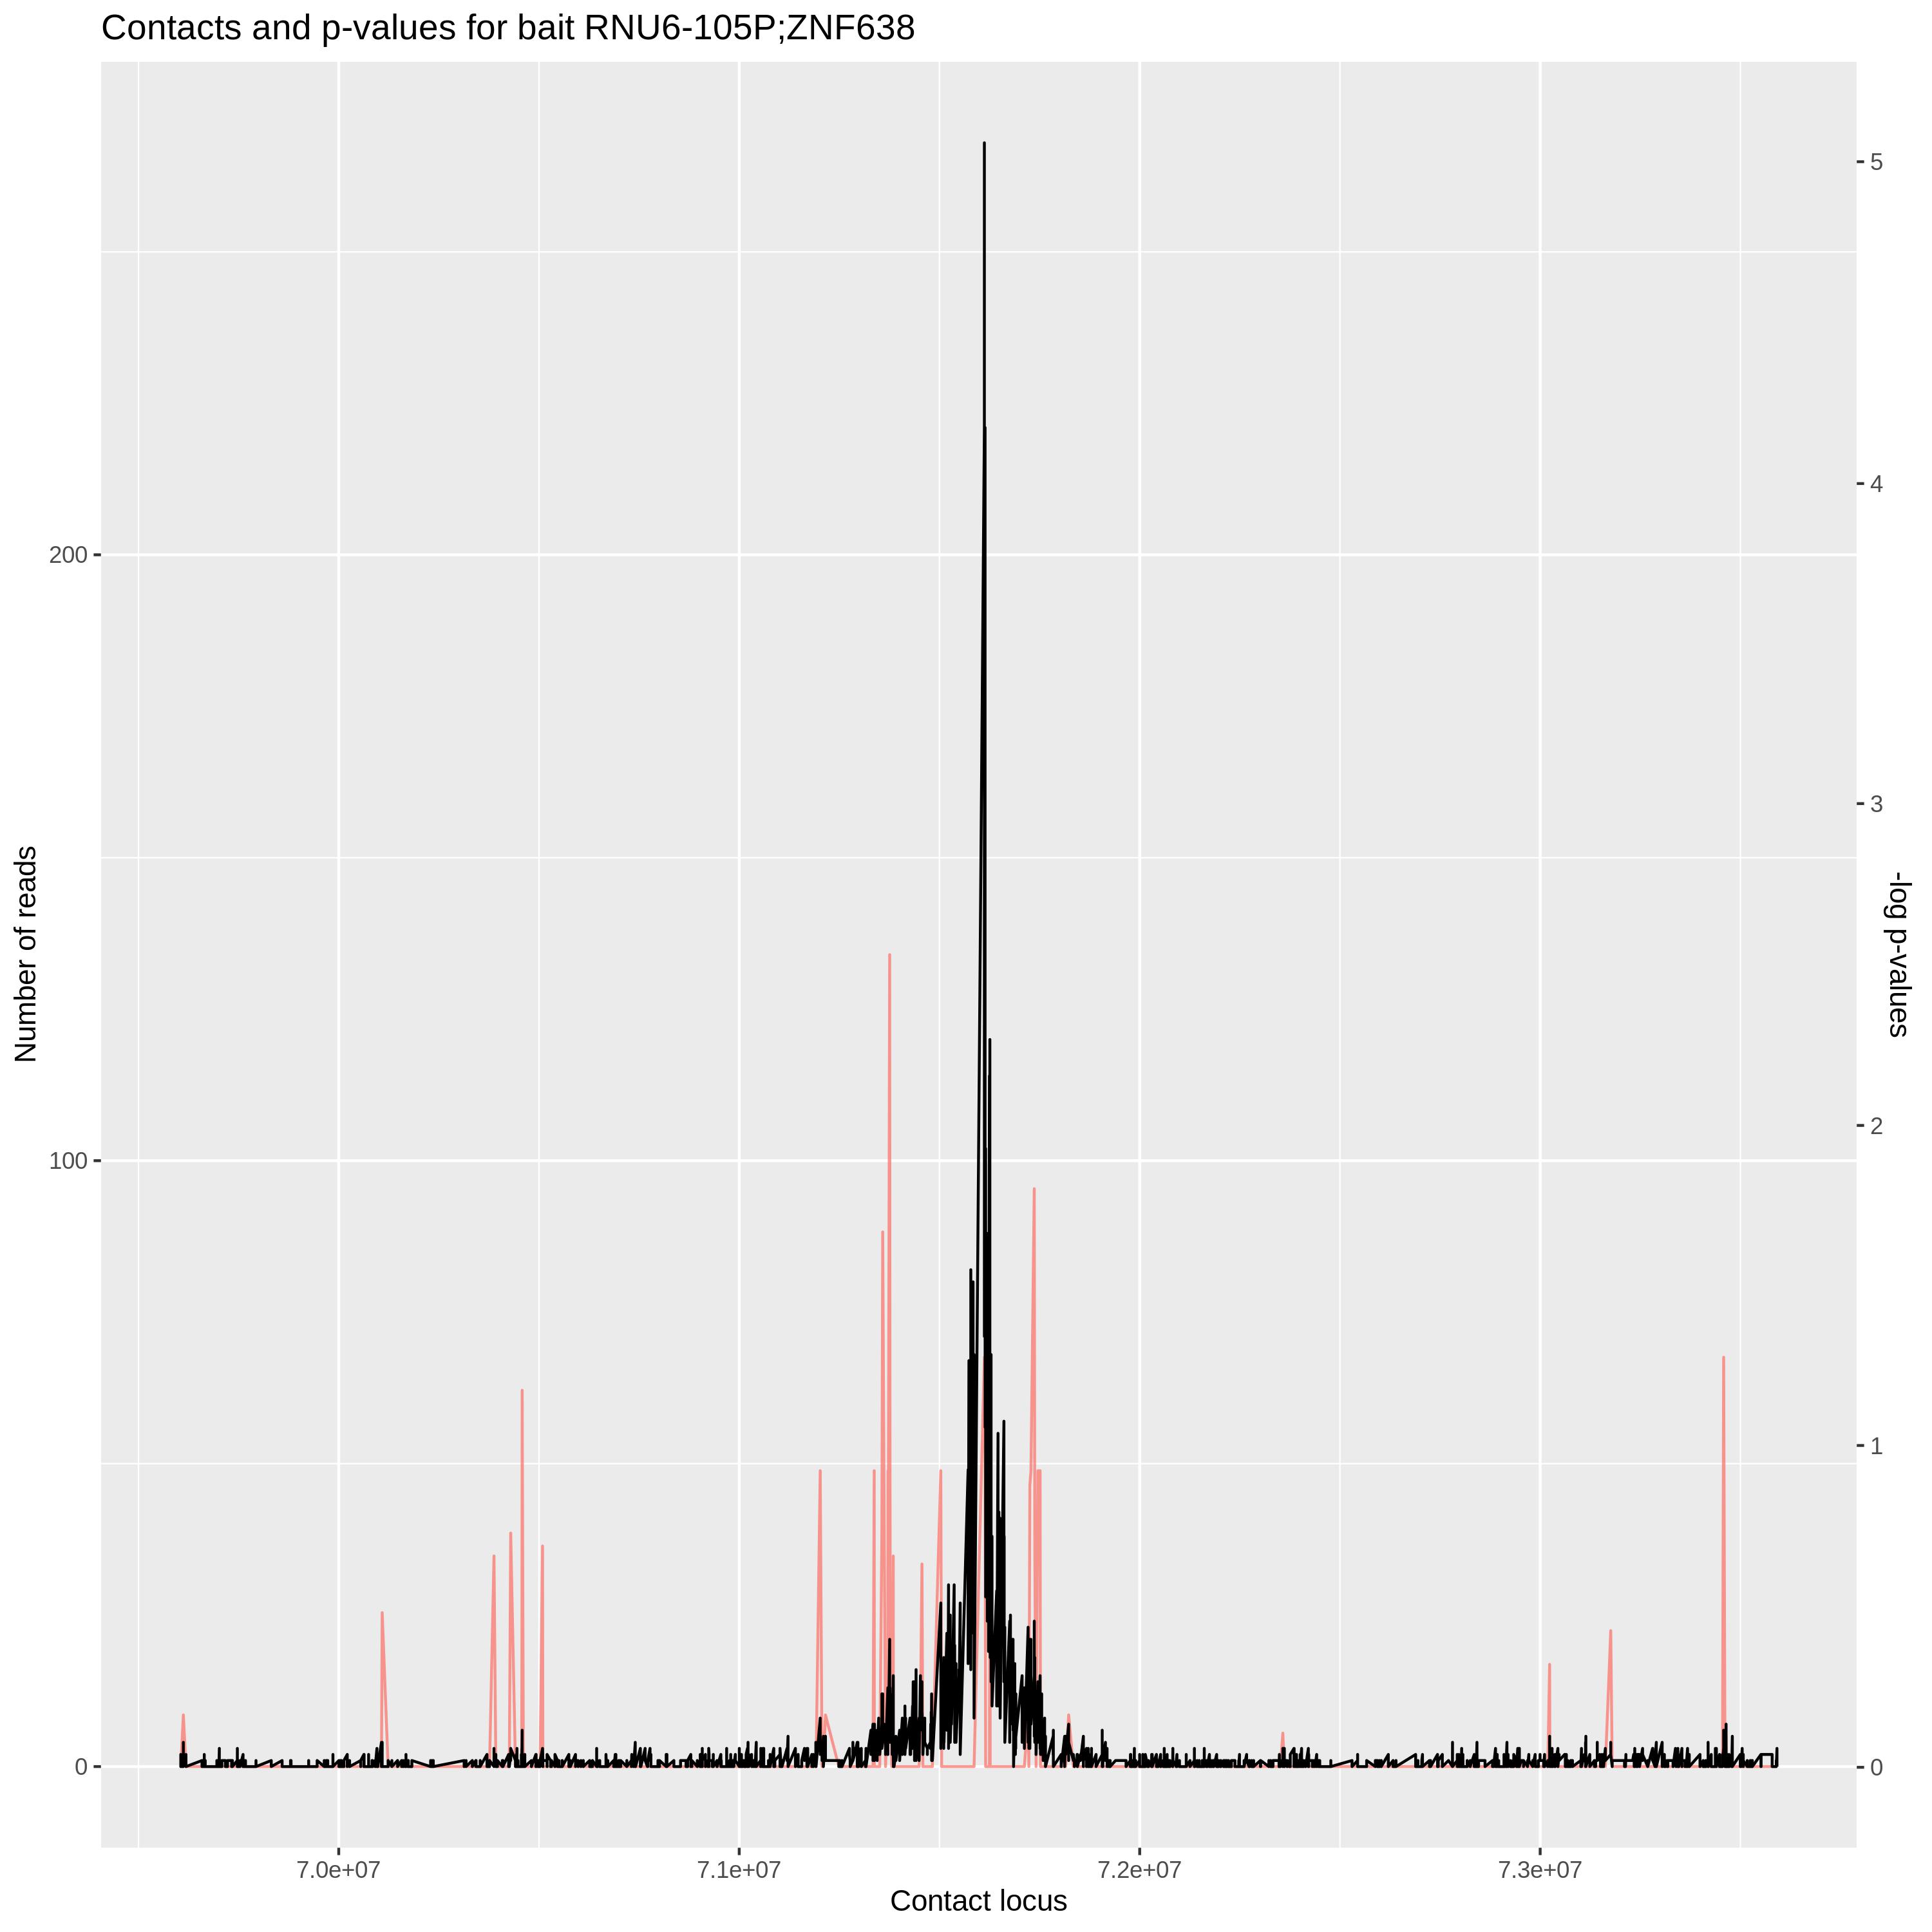 Contacts and p-values for bait RNU6-105P;ZNF638
Number of reads
200
100
0
5
4
3
2
1
0
-log p-values
7.0e+07 7.1e+07 7.2e+07 7.3e+07
Contact locus